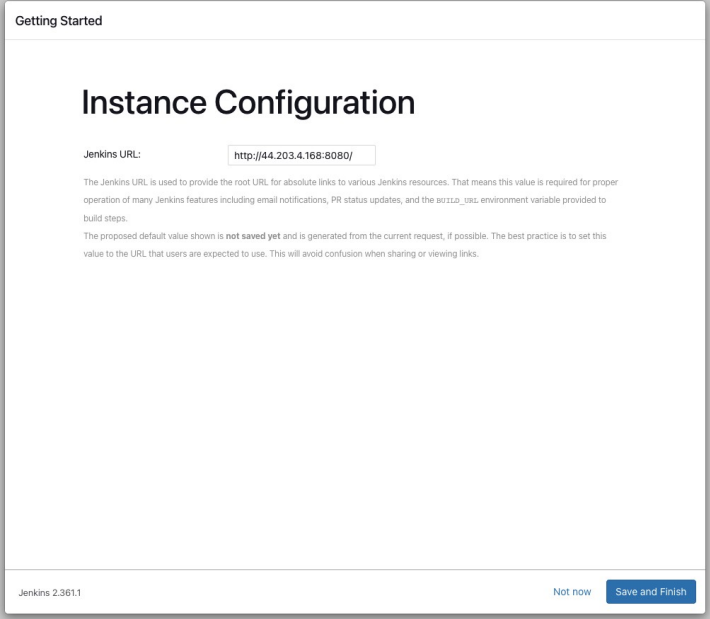 Getting Started
Instance Configuration
Jenkins URL:
http://44.203.4.168:8080/
The Jenkins URL is used to provide the root URL for absolute links to various Jenkins resources. That means this value is required for proper
operation of many Jenkins features including email notifications, PR status updates, and the BUILD_URL environment variable provided to
build steps.
The proposed default value shown is not saved yet and is generated from the current request, if possible. The best practice is to set this
value to the URL that users are expected to use. This will avoid confusion when sharing or viewing links.
Jenkins 2.361.1
Not now
Save and Finish